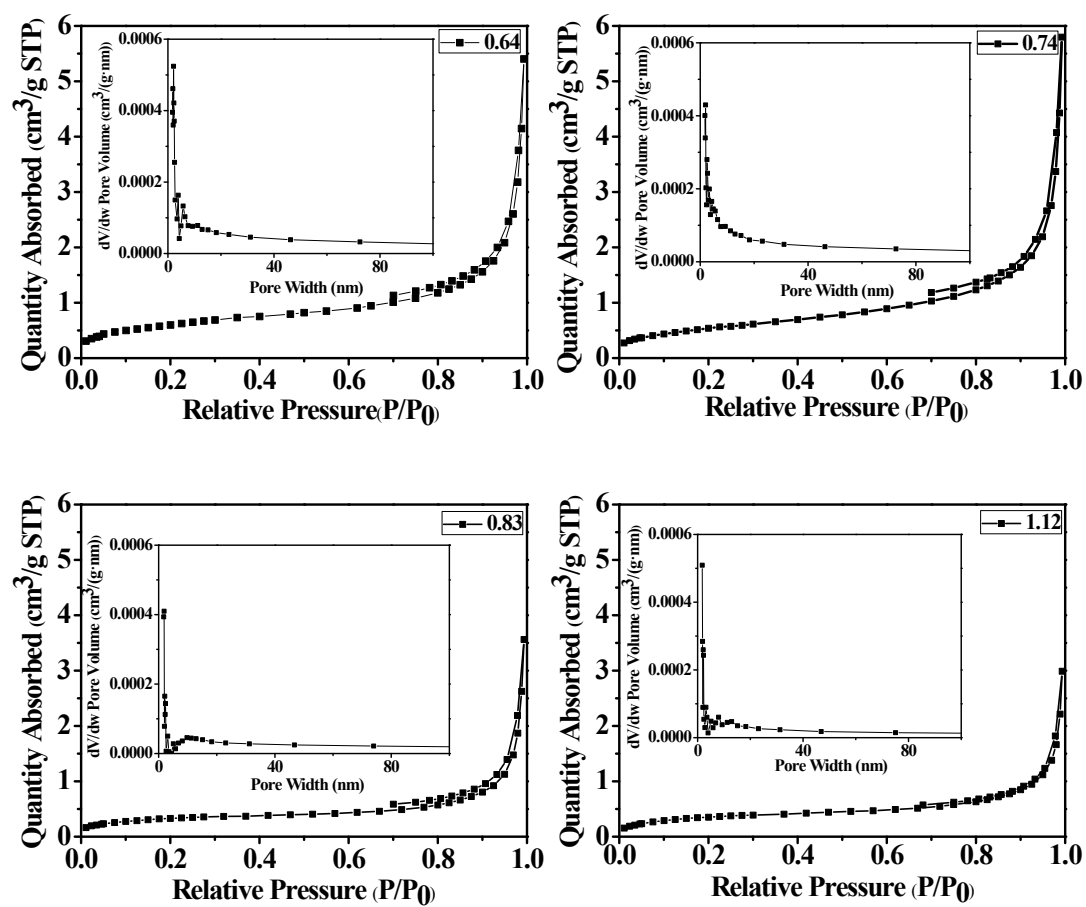 0.64
Quantity Absorbed (cm³/g STP)
6
5
4
3
2
1
0
0.0 0.2 0.4 0.6 0.8 1.0
Relative Pressure(P/P0)
dV/dw Pore Volume (cm³/(g·nm)
0.0006
0.0004
0.0002
0.0000
0 40 80
Pore Width (nm)
0.74
Quantity Absorbed (cm³/g STP)
6
5
4
3
2
1
0
0.0 0.2 0.4 0.6 0.8 1.0
Relative Pressure (P/P0)
dV/dw Pore Volume (cm³/(g·nm)
0.0006
0.0004
0.0002
0.0000
0 40 80
Pore Width (nm)
0.83
Quantity Absorbed (cm³/g STP)
6
5
4
3
2
1
0
0.0 0.2 0.4 0.6 0.8 1.0
Relative Pressure (P/P0)
dV/dw Pore Volume (cm³/(g·nm))
0.0006
0.0004
0.0002
0.0000
0 40 80
Pore Width (nm)
1.12
Quantity Absorbed (cm³/g STP)
6
5
4
3
2
1
0
0.0 0.2 0.4 0.6 0.8 1.0
Relative Pressure (P/P0)
dV/dw Pore Volume (cm³/(g·nm))
0.0006
0.0004
0.0002
0.0000
0 40 80
Pore Width (nm)